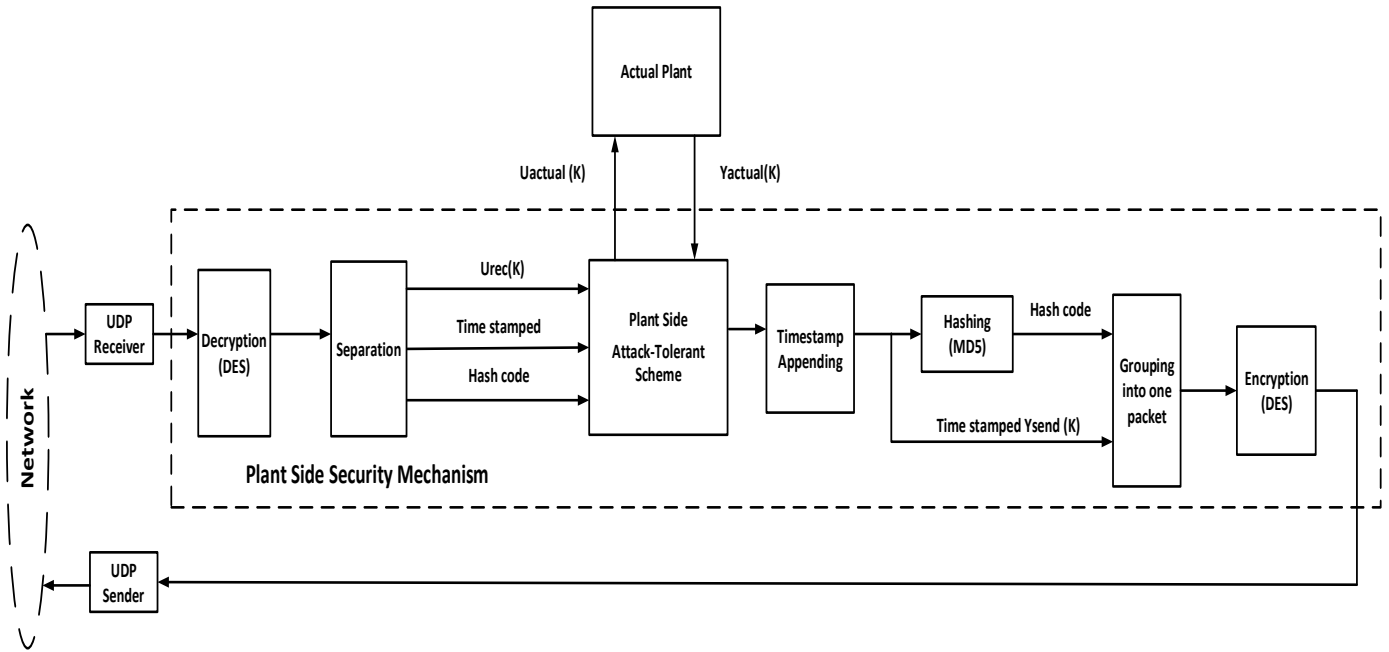 Actual Plant
Uactual (K)
Yactual(K)
Network
UDP
Receiver
Decryption
(DES)
Separation
Urec(K)
Time stamped
Hash code
Plant Side
Attack-Tolerant
Scheme
Timestamp
Appending
Hashing
(MD5)
Hash code
Time stamped Ysend (K)
Grouping
into one
packet
Encryption
(DES)
Plant Side Security Mechanism
UDP
Sender